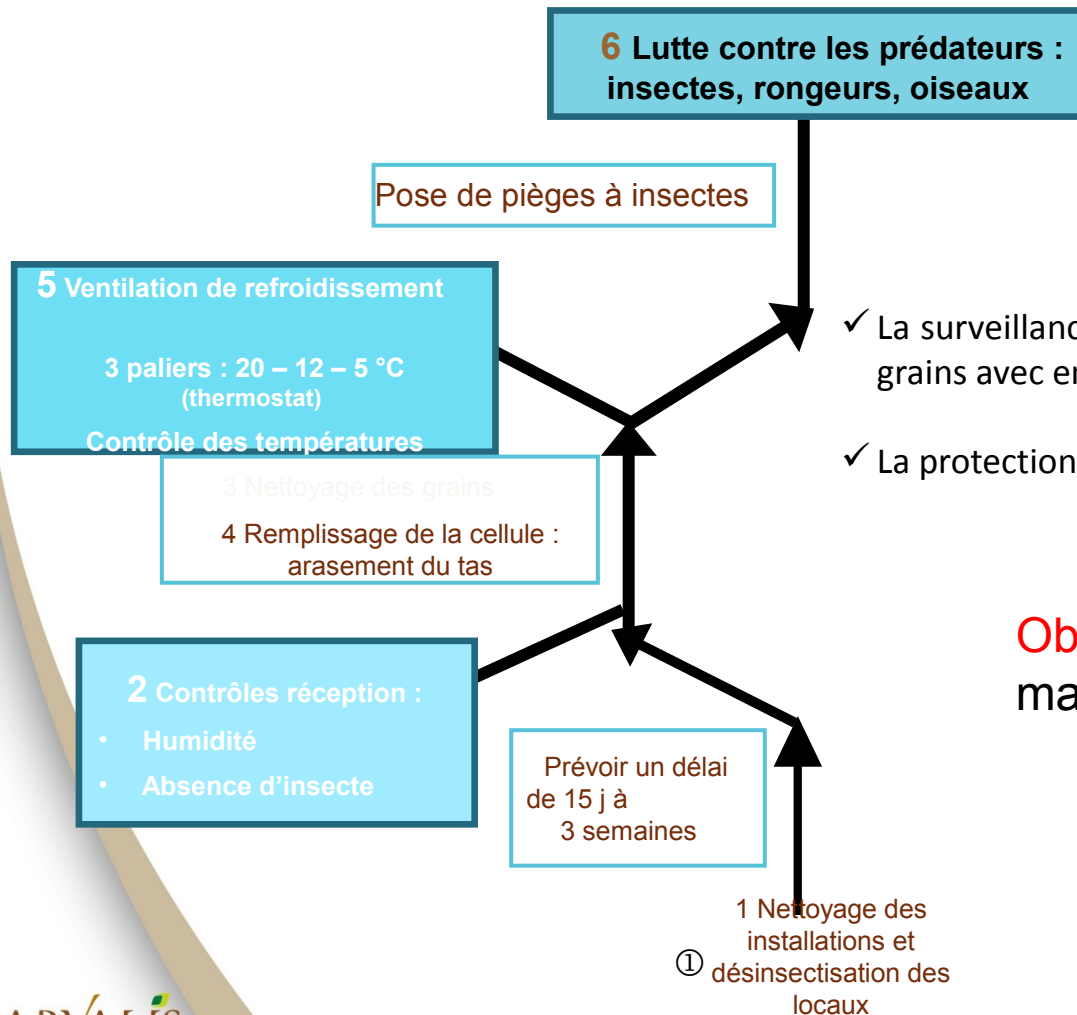 6 Lutte contre les prédateurs :
insectes, rongeurs, oiseaux
Pose de pièges à insectes
5 Ventilation de refroidissement
3 paliers : 20 – 12 – 5 °C
(thermostat)
Contrôle des températures
✓ La surveillanc
grains avec e
✓ La protection
3 Nettoyage des grains
4 Remplissage de la cellule :
arasement du tas
Ob
ma
2 Contrôles réception :
• Humidité
• Absence d'insecte
Prévoir un délai
de 15 j à
3 semaines
1 Nettoyage des
installations et
① désinsectisation des
locaux
ARVALIS